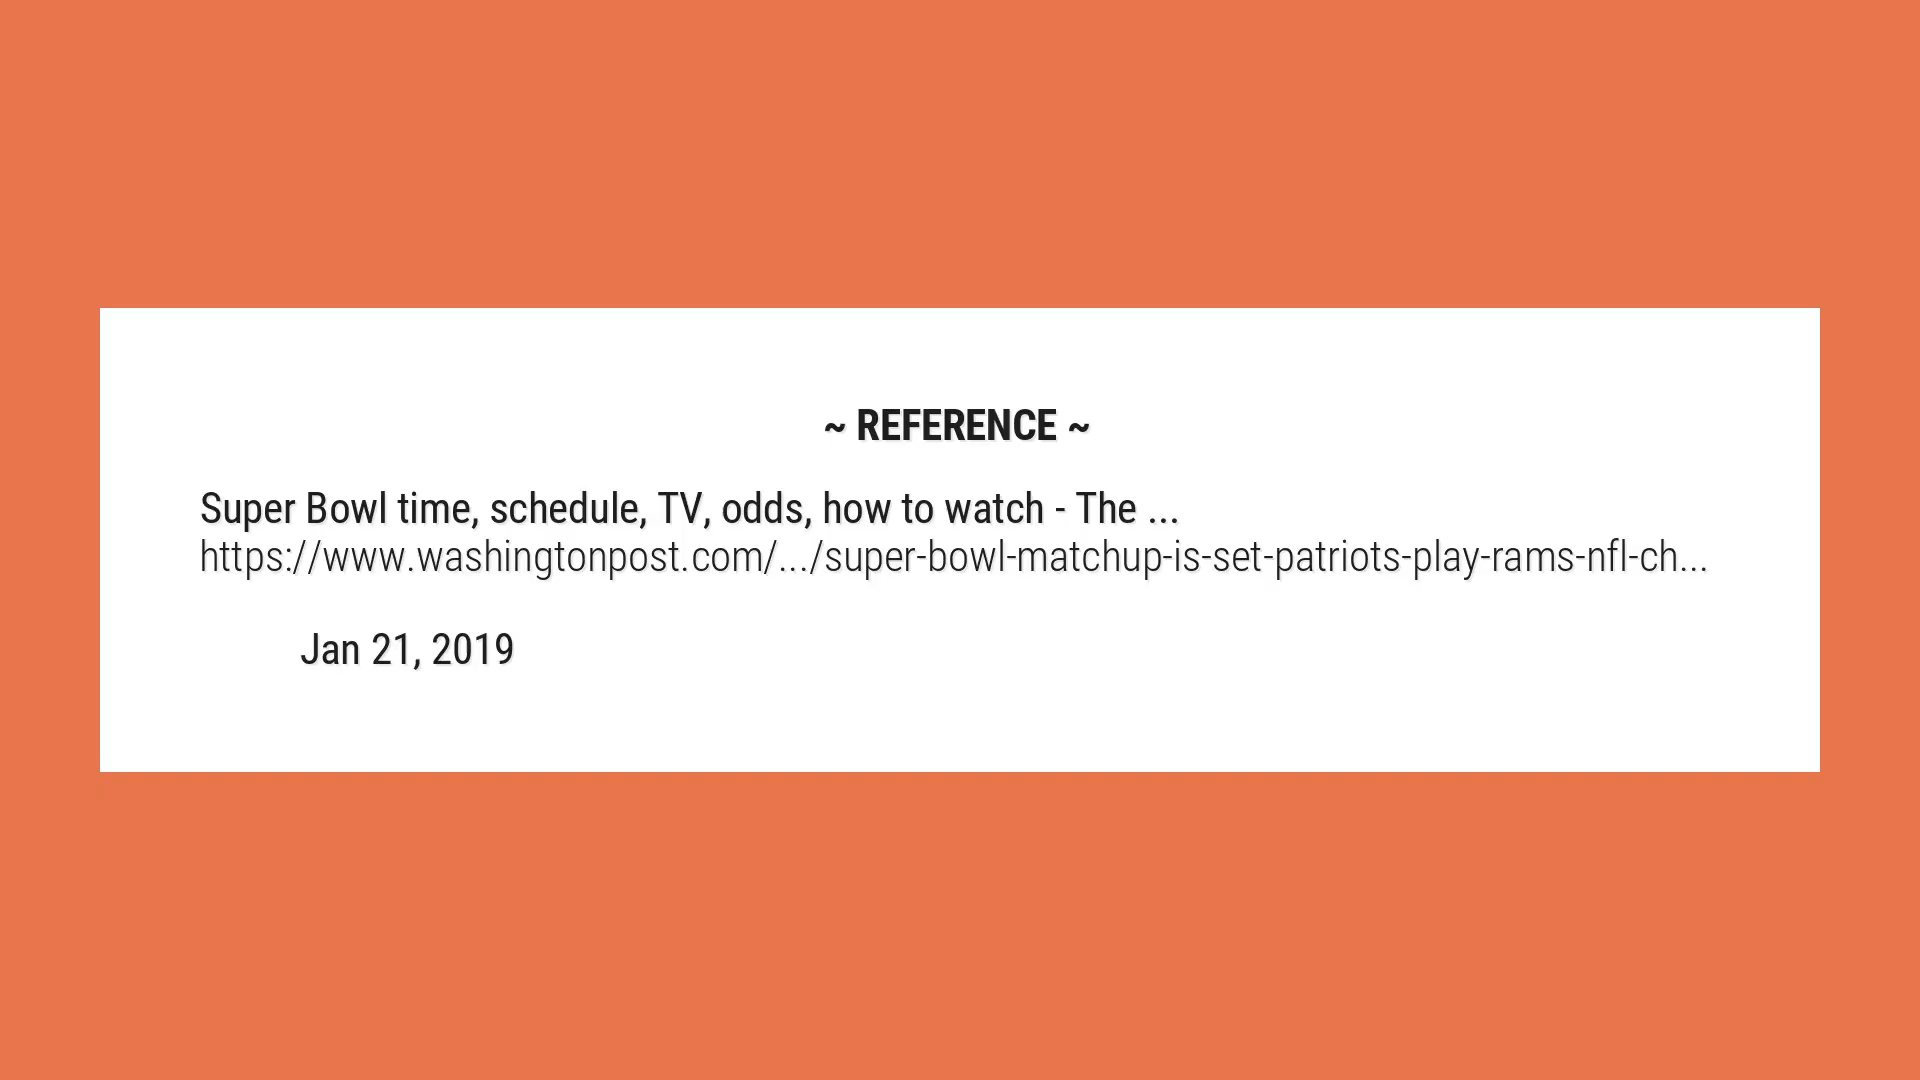 ~ REFERENCE ~
Super Bowl time, schedule, TV, odds, how to watch - The ...
https://www.washingtonpost.com/.../super-bowl-matchup-is-set-patriots-play-rams-nfl-ch...
Jan 21, 2019